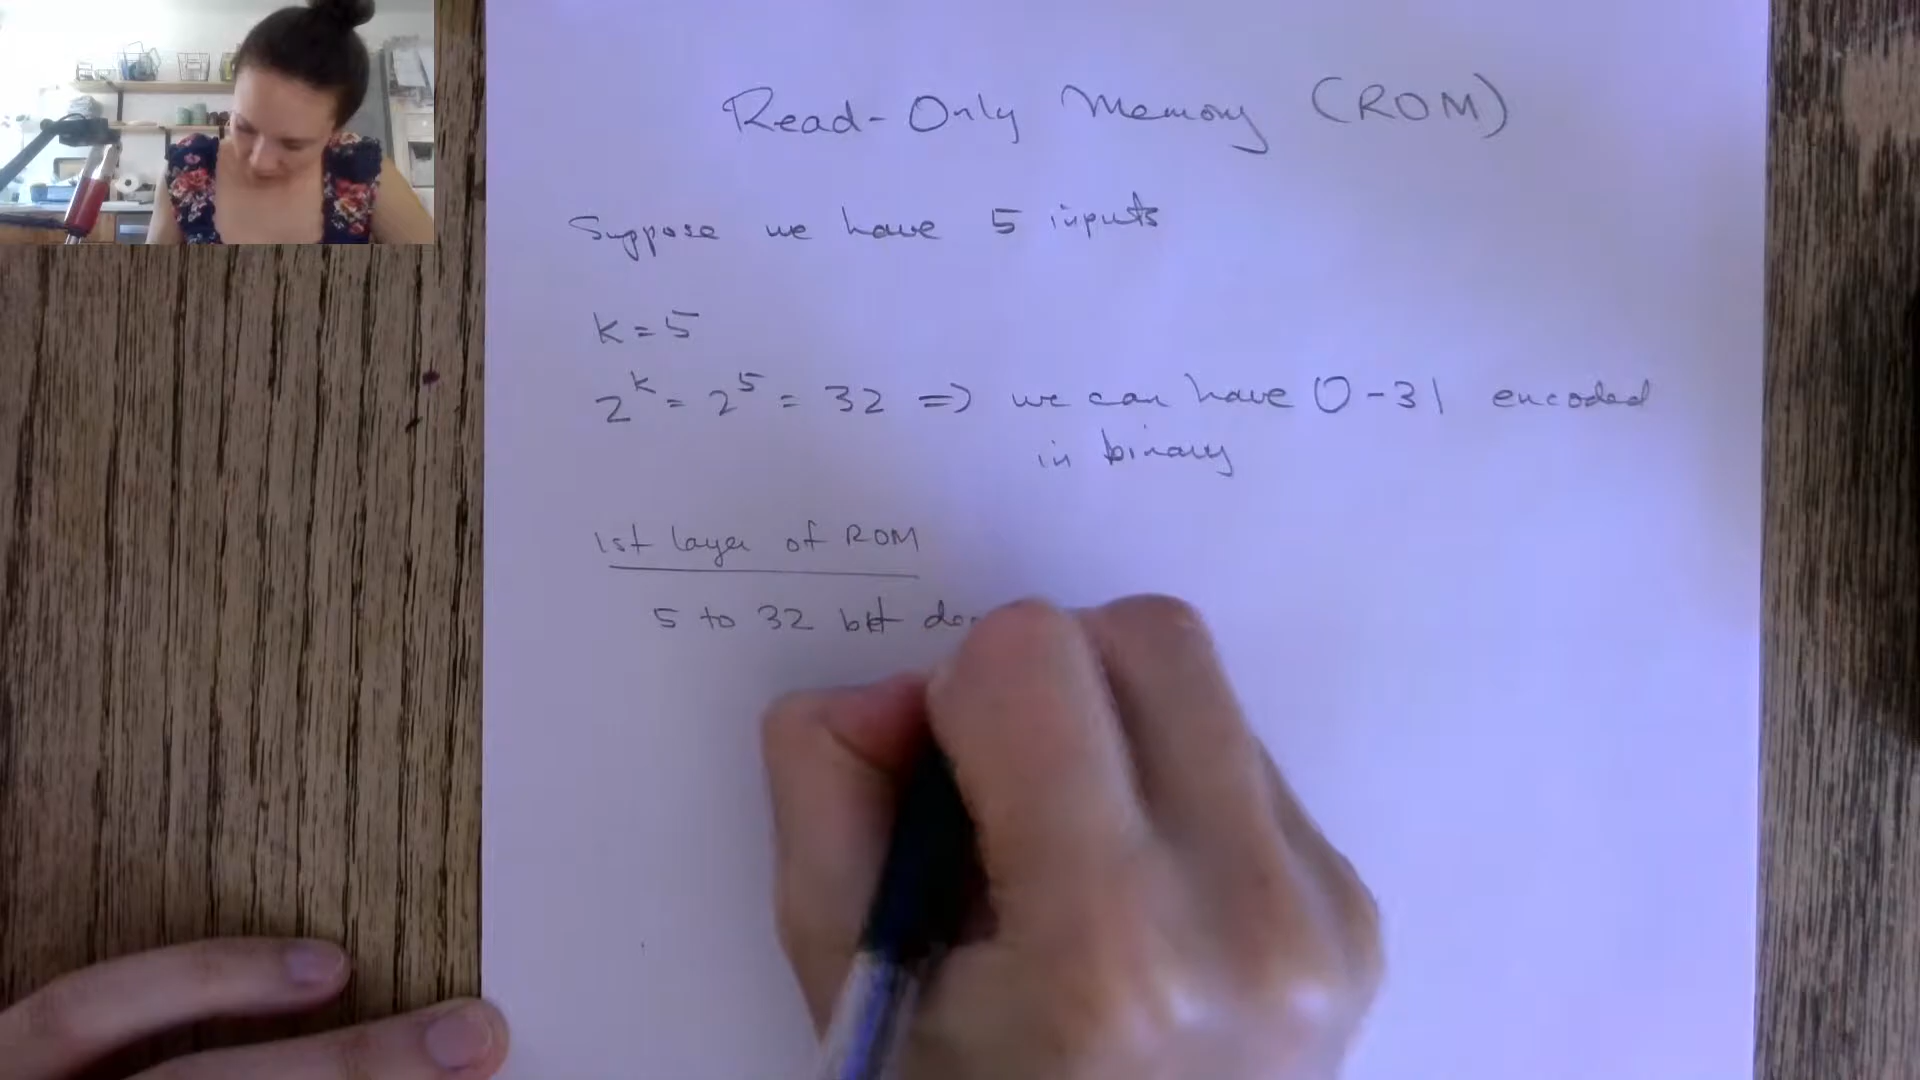 Read-Only Memory (ROM)
Suppose we have 5 inputs
K = 5
2^k = 2^5 = 32 => we can have 0-31 encoded
in binary
1st layer of ROM
5 to 32 bit